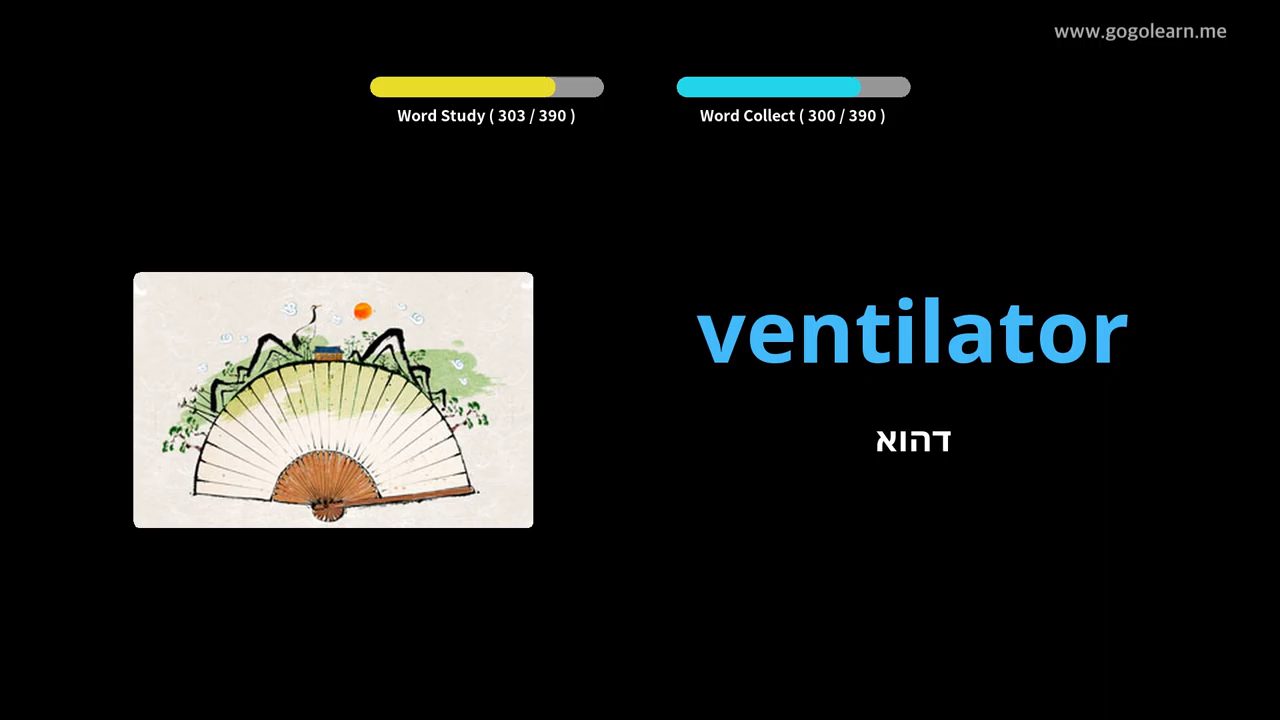 www.gogolearn.me
Word Study ( 303 / 390 )
Word Collect ( 300 / 390 )
ventilator
דהוא